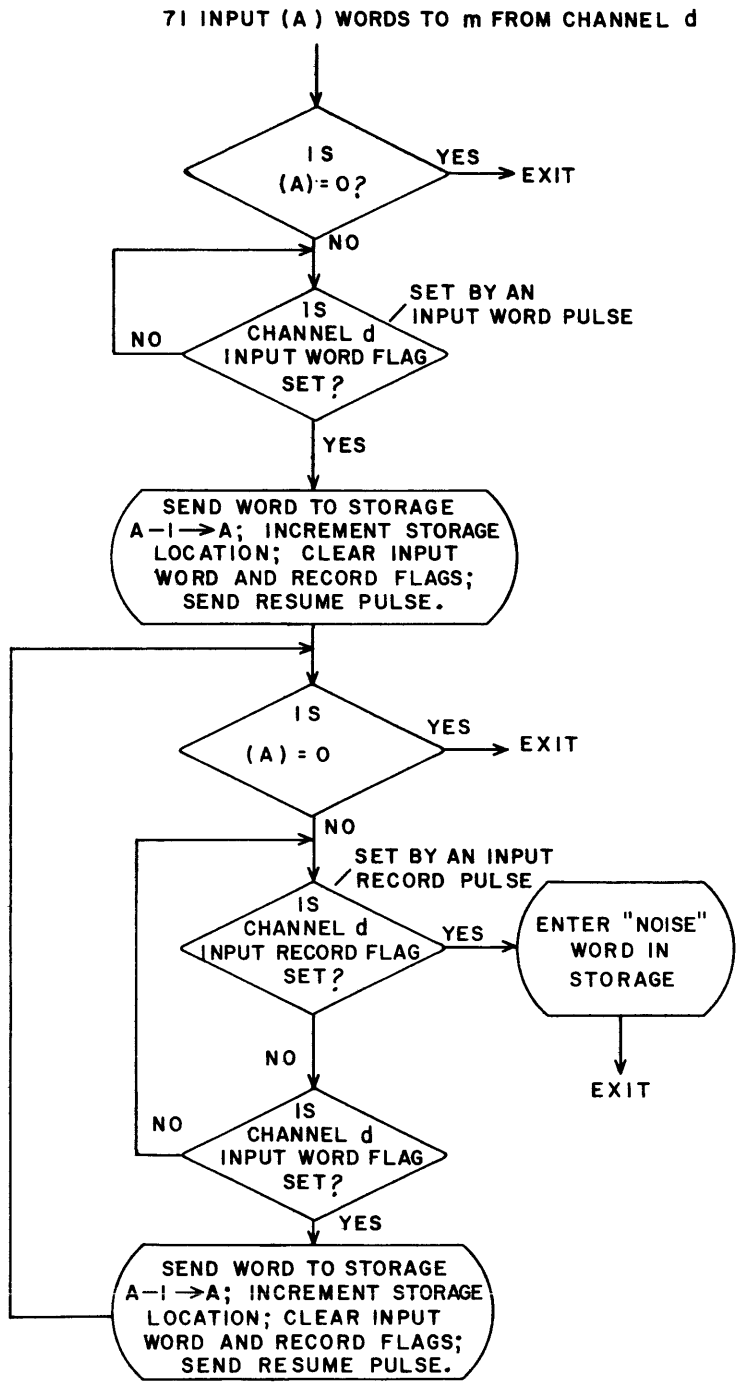 71 INPUT (A) WORDS TO m FROM CHANNEL d
IS
(A) = 0?
YES
EXIT
NO
SET BY AN
INPUT WORD PULSE
IS
CHANNEL d
INPUT WORD FLAG
SET?
NO
YES
SEND WORD TO STORAGE
A-1→A; INCREMENT STORAGE
LOCATION; CLEAR INPUT
WORD AND RECORD FLAGS;
SEND RESUME PULSE.
IS
(A) = 0
YES
EXIT
NO
SET BY AN INPUT
RECORD PULSE
IS
CHANNEL d
INPUT RECORD FLAG
SET?
YES
ENTER "NOISE"
WORD IN
STORAGE
EXIT
NO
IS
CHANNEL d
INPUT WORD FLAG
SET?
NO
YES
SEND WORD TO STORAGE
A-1→A; INCREMENT STORAGE
LOCATION; CLEAR INPUT
WORD AND RECORD FLAGS;
SEND RESUME PULSE.